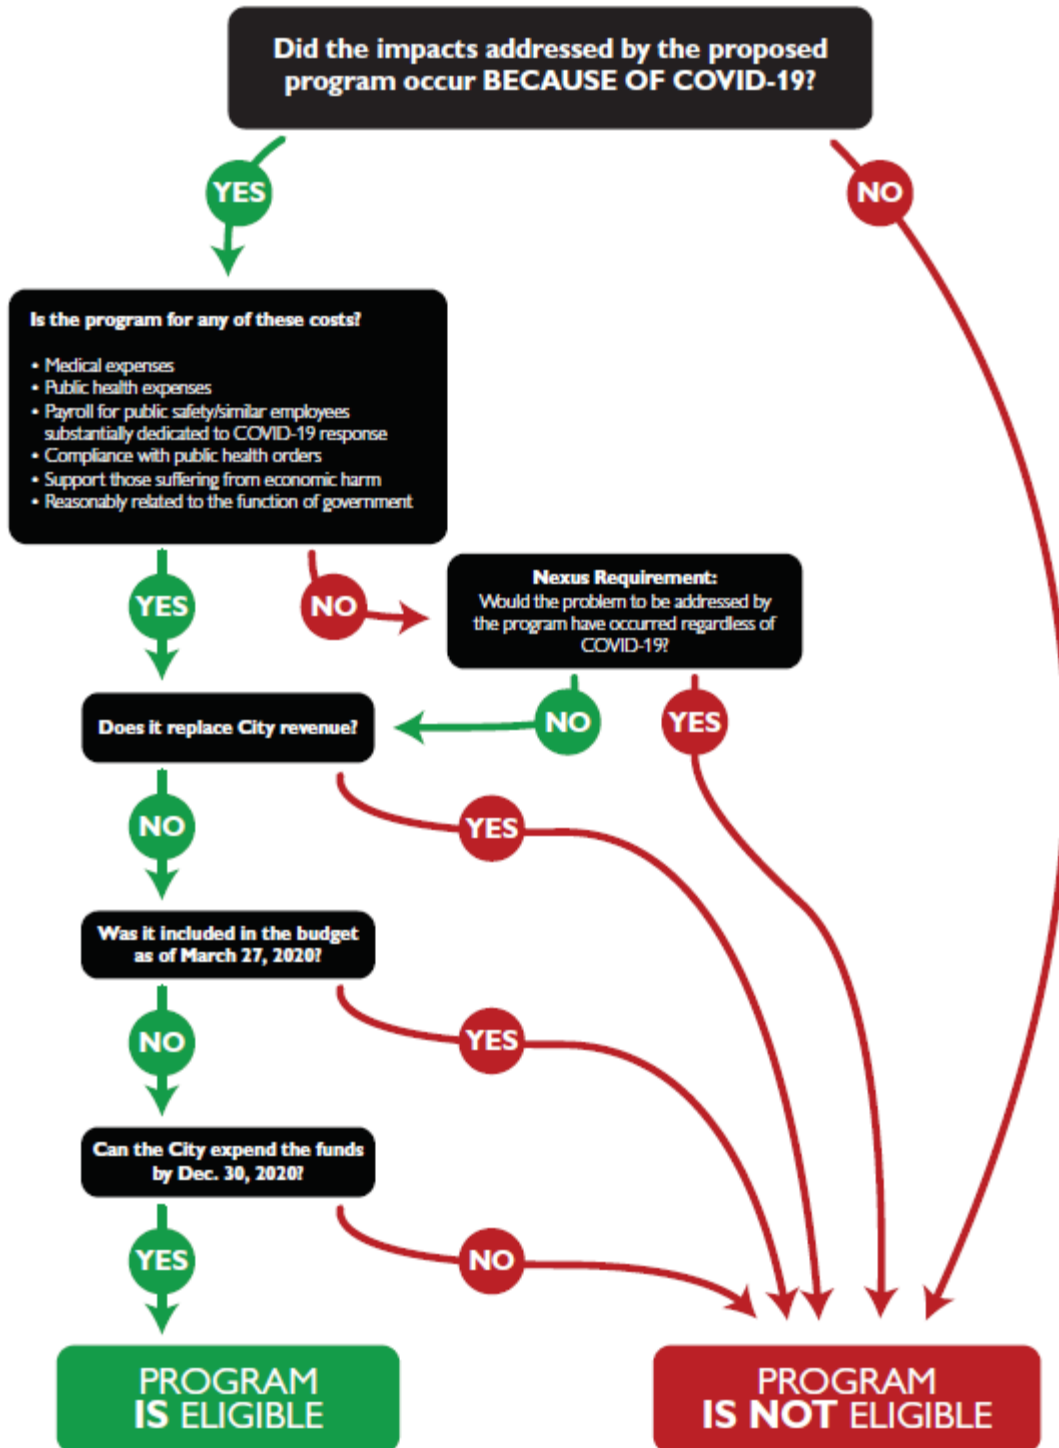 Did the impacts addressed by the proposed
program occur BECAUSE OF COVID-19?
YES
NO
Is the program for any of these costs?
• Medical expenses
• Public health expenses
• Payroll for public safety/similar employees
substantially dedicated to COVID-19 response
• Compliance with public health orders
• Support those suffering from economic harm
• Reasonably related to the function of government
YES
NO
Nexus Requirement:
Would the problem to be addressed by
the program have occurred regardless of
COVID-19?
NO
YES
Does it replace City revenue?
NO
YES
Was it included in the budget
as of March 27, 2020?
NO
YES
Can the City expend the funds
by Dec. 30, 2020?
YES
NO
PROGRAM
IS ELIGIBLE
PROGRAM
IS NOT ELIGIBLE